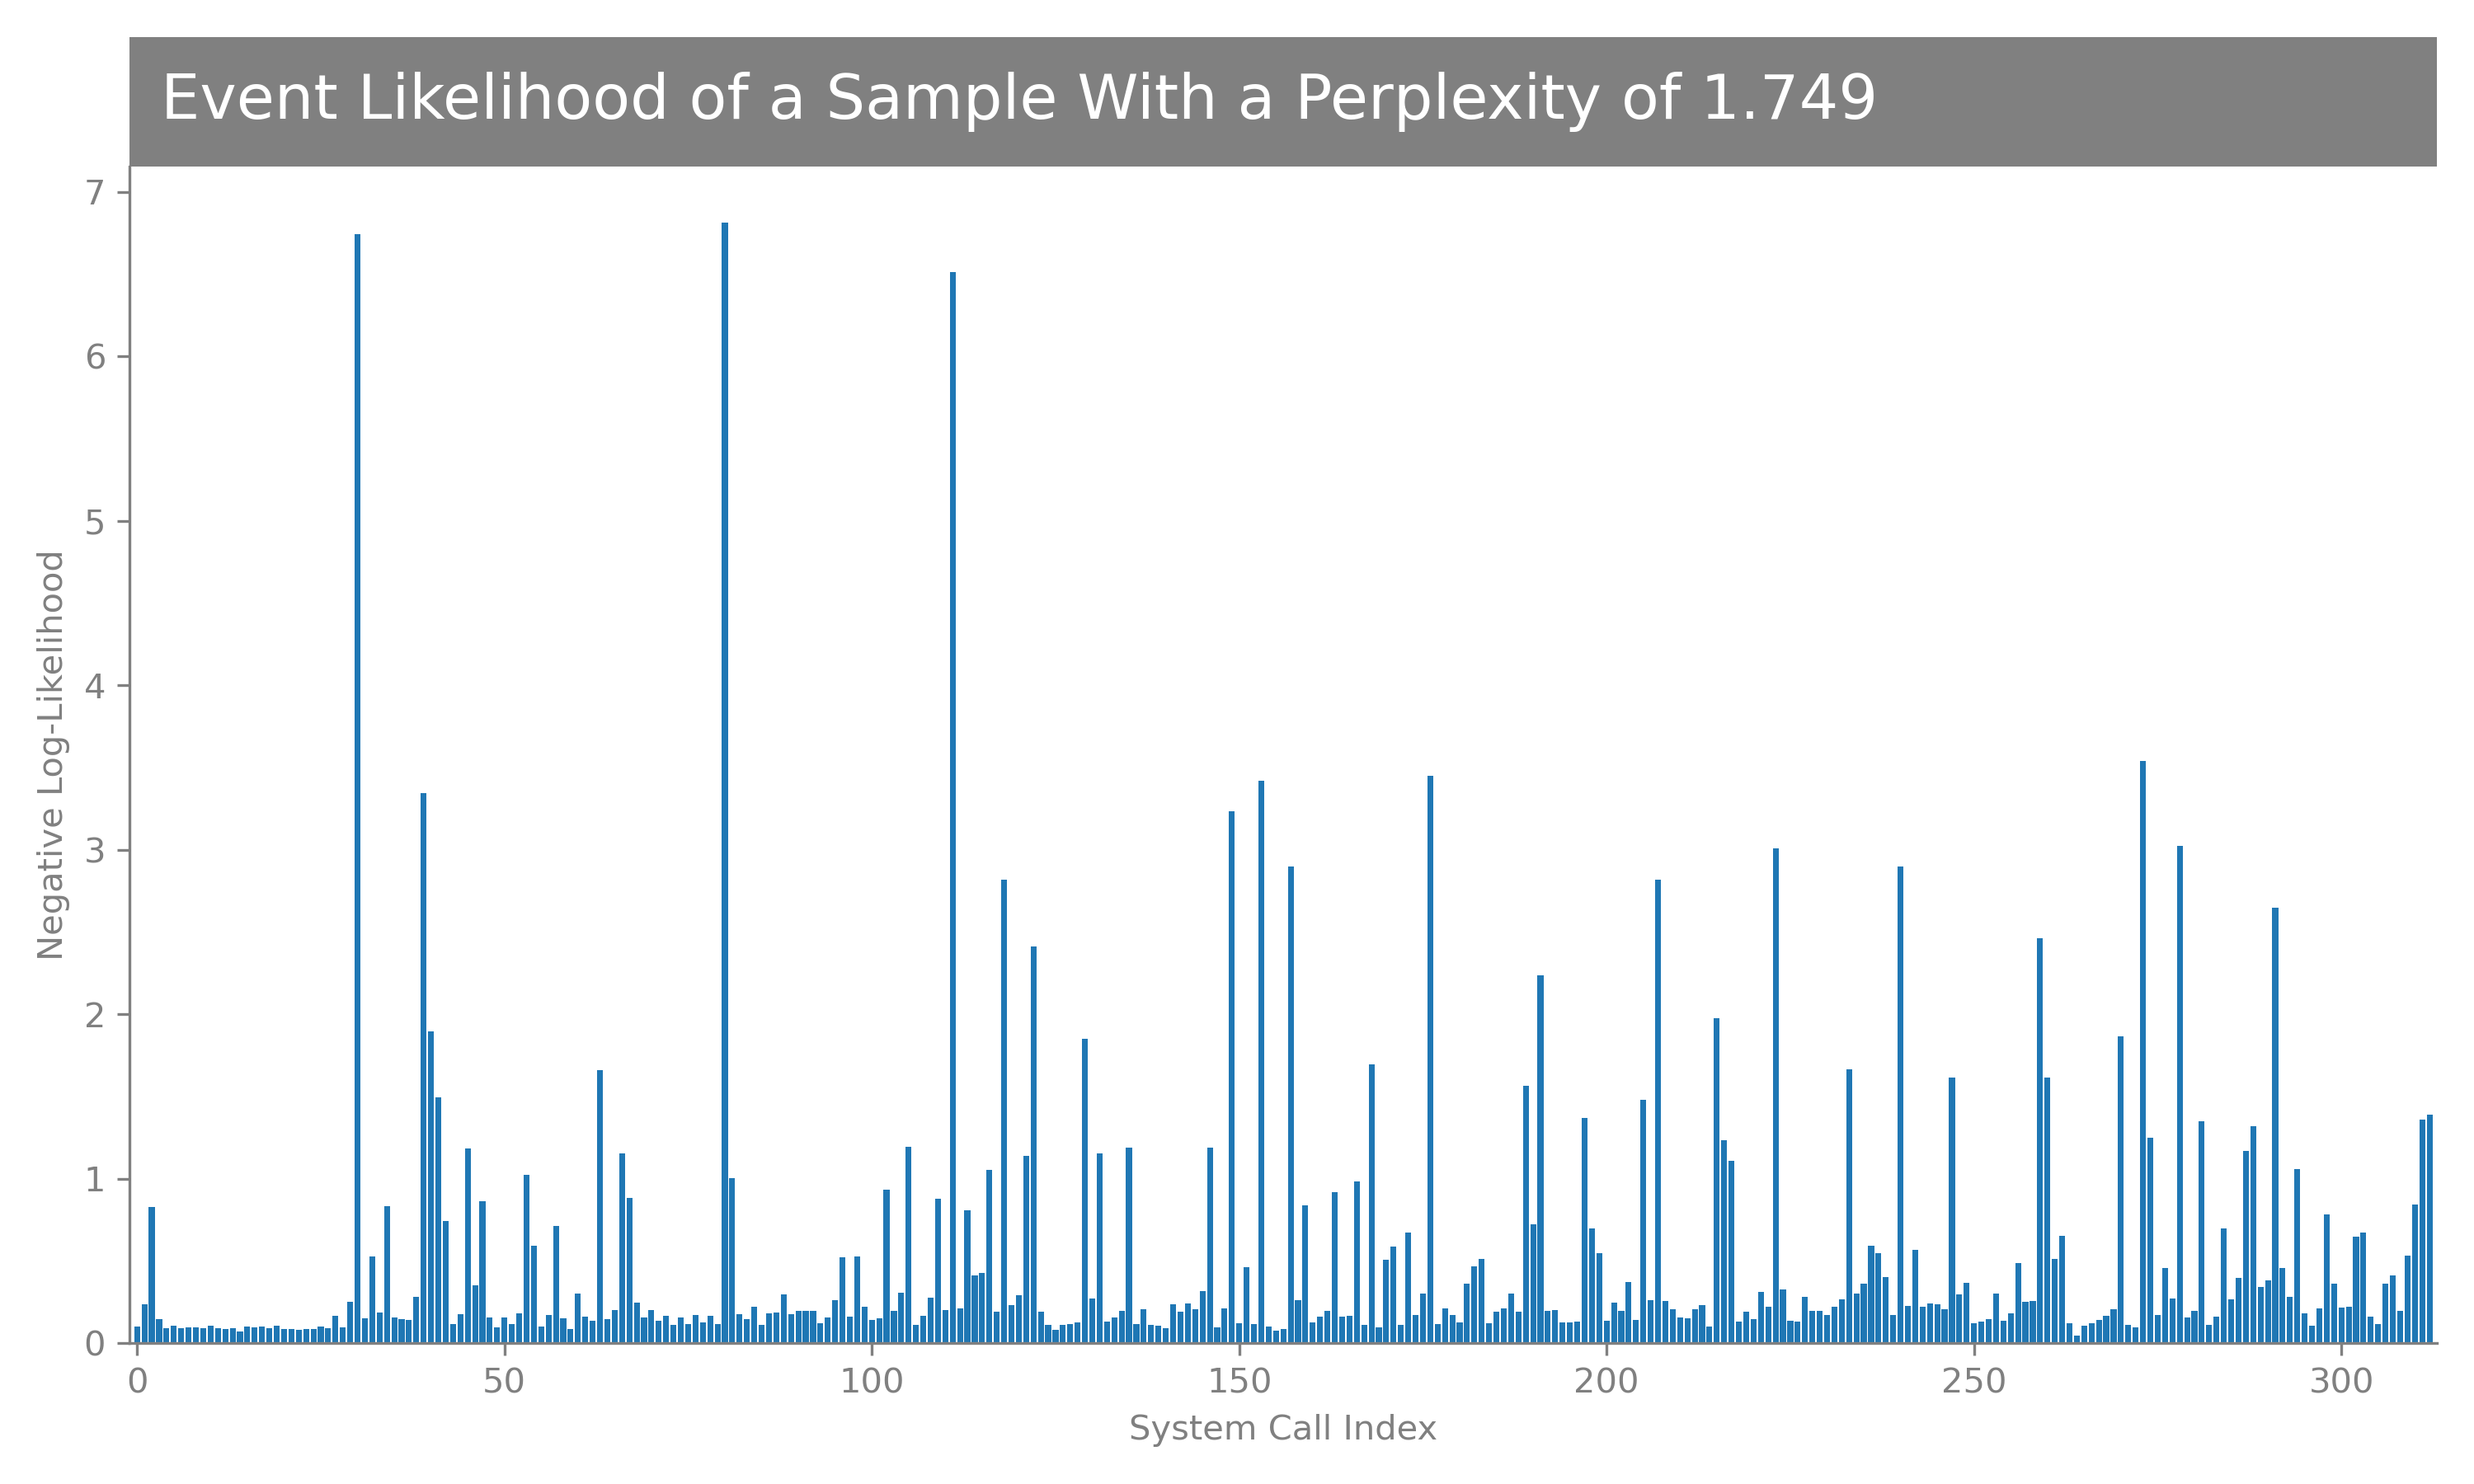 Event Likelihood of a Sample With a Perplexity of 1.749
7
6
5
4
3
2
1
0
Negative Log-Likelihood
0 50 100 150 200 250 300
System Call Index